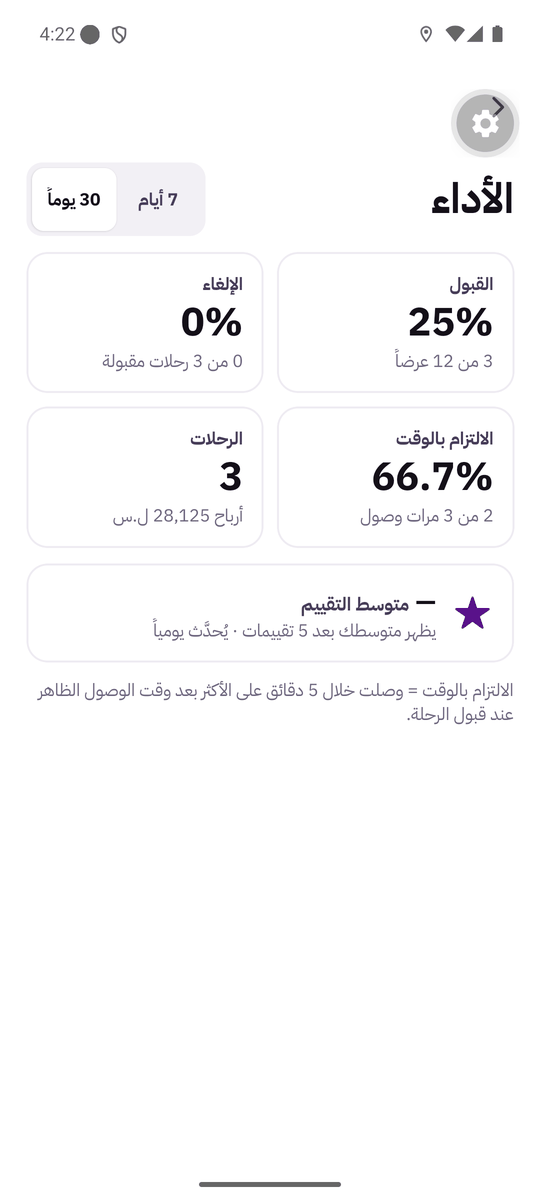 4:22
الأداء
7 أيام
30 يوماً
القبول
25%
3 من 12 عرضاً
الإلغاء
0%
0 من 3 رحلات مقبولة
الالتزام بالوقت
66.7%
2 من 3 مرات وصول
الرحلات
3
أرباح 28,125 ل.س
— متوسط التقييم
يظهر متوسطك بعد 5 تقييمات · يُحدَّث يومياً
الالتزام بالوقت = وصلت خلال 5 دقائق على الأكثر بعد وقت الوصول الظاهر
عند قبول الرحلة.